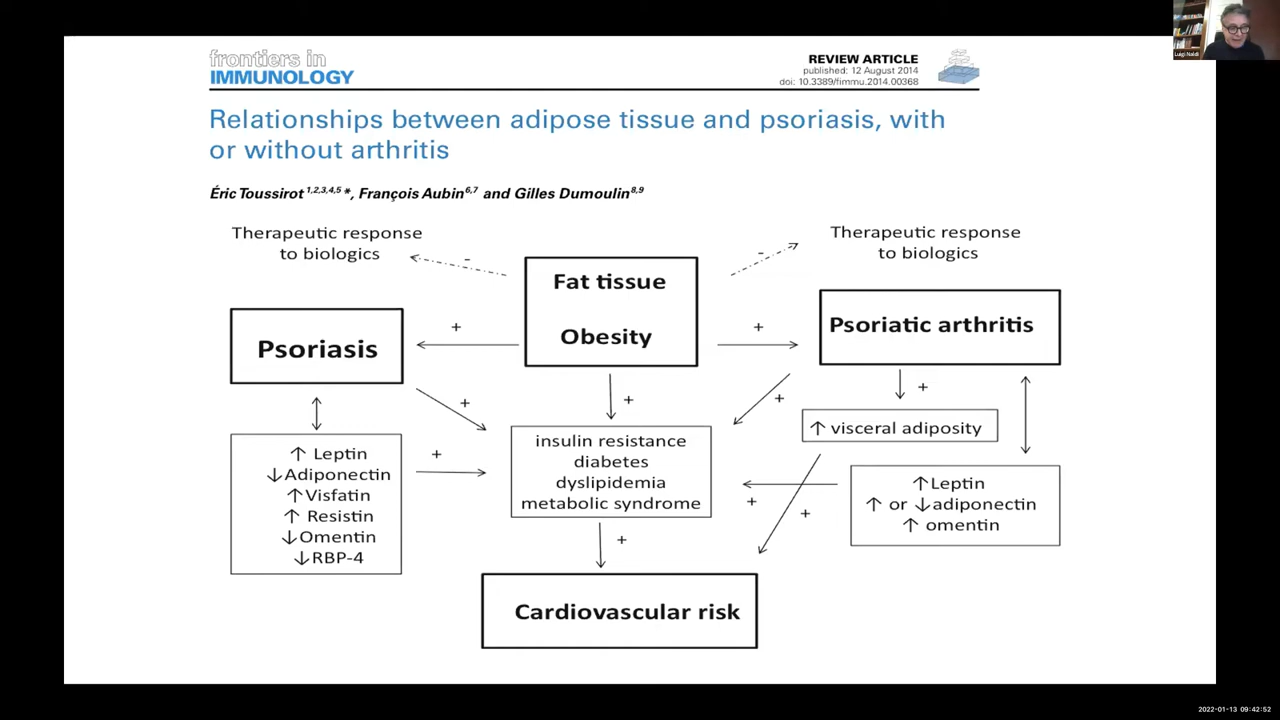 Luigi Naldi
frontiers in
IMMUNOLOGY
REVIEW ARTICLE
published: 12 August 2014
doi: 10.3389/fimmu.2014.00368
Relationships between adipose tissue and psoriasis, with
or without arthritis
Éric Toussirot 1,2,3,4,5 *, François Aubin 6,7 and Gilles Dumoulin 8,9
Therapeutic response
to biologics
-
Fat tissue
Obesity
-
Therapeutic response
to biologics
Psoriasis
+
+
Psoriatic arthritis
+
+
+
+
↑ visceral adiposity
↑ Leptin
↓Adiponectin
↑Visfatin
↑ Resistin
↓Omentin
↓RBP-4
+
insulin resistance
diabetes
dyslipidemia
metabolic syndrome
+
+
↑Leptin
↑ or ↓adiponectin
↑ omentin
+
Cardiovascular risk
2022-01-13 09:42:52